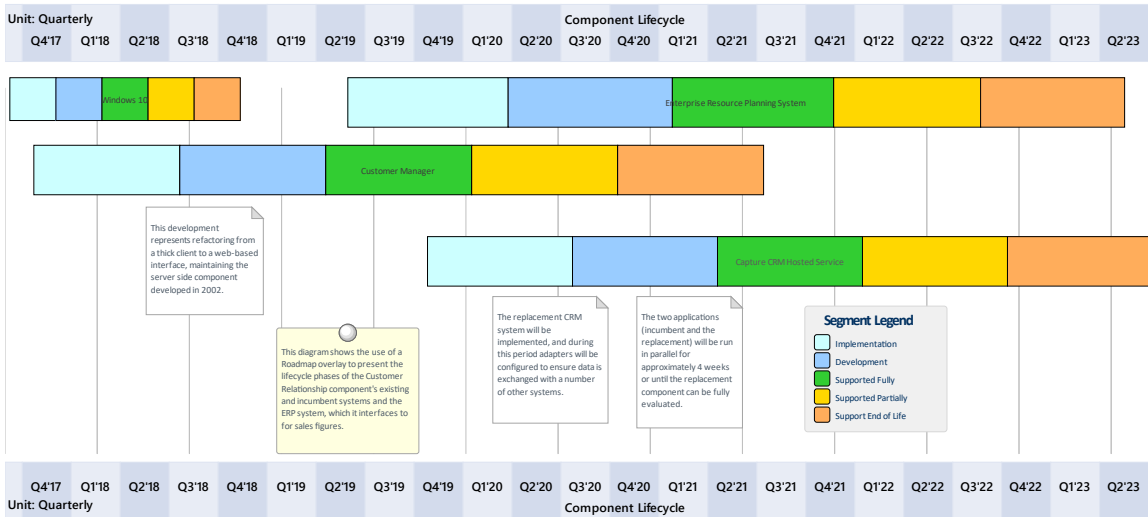 Unit: Quarterly
Component Lifecycle
Q4'17 Q1'18 Q2'18 Q3'18 Q4'18 Q1'19 Q2'19 Q3'19 Q4'19 Q1'20 Q2'20 Q3'20 Q4'20 Q1'21 Q2'21 Q3'21 Q4'21 Q1'22 Q2'22 Q3'22 Q4'22 Q1'23 Q2'23
Windows 10
Enterprise Resource Planning System
Customer Manager
This development
represents refactoring from
a thick client to a web-based
interface, maintaining the
server side component
developed in 2002.
Capture CRM Hosted Service
This diagram shows the use of a
Roadmap overlay to present the
lifecycle phases of the Customer
Relationship component's existing
and incumbent systems and the
ERP system, which it interfaces to
for sales figures.
The replacement CRM
system will be
implemented, and during
this period adapters will be
configured to ensure data is
exchanged with a number
of other systems.
The two applications
(incumbent and the
replacement) will be run
in parallel for
approximately 4 weeks
or until the replacement
component can be fully
evaluated.
Segment Legend
Implementation
Development
Supported Fully
Supported Partially
Support End of Life
Q4'17 Q1'18 Q2'18 Q3'18 Q4'18 Q1'19 Q2'19 Q3'19 Q4'19 Q1'20 Q2'20 Q3'20 Q4'20 Q1'21 Q2'21 Q3'21 Q4'21 Q1'22 Q2'22 Q3'22 Q4'22 Q1'23 Q2'23
Unit: Quarterly
Component Lifecycle